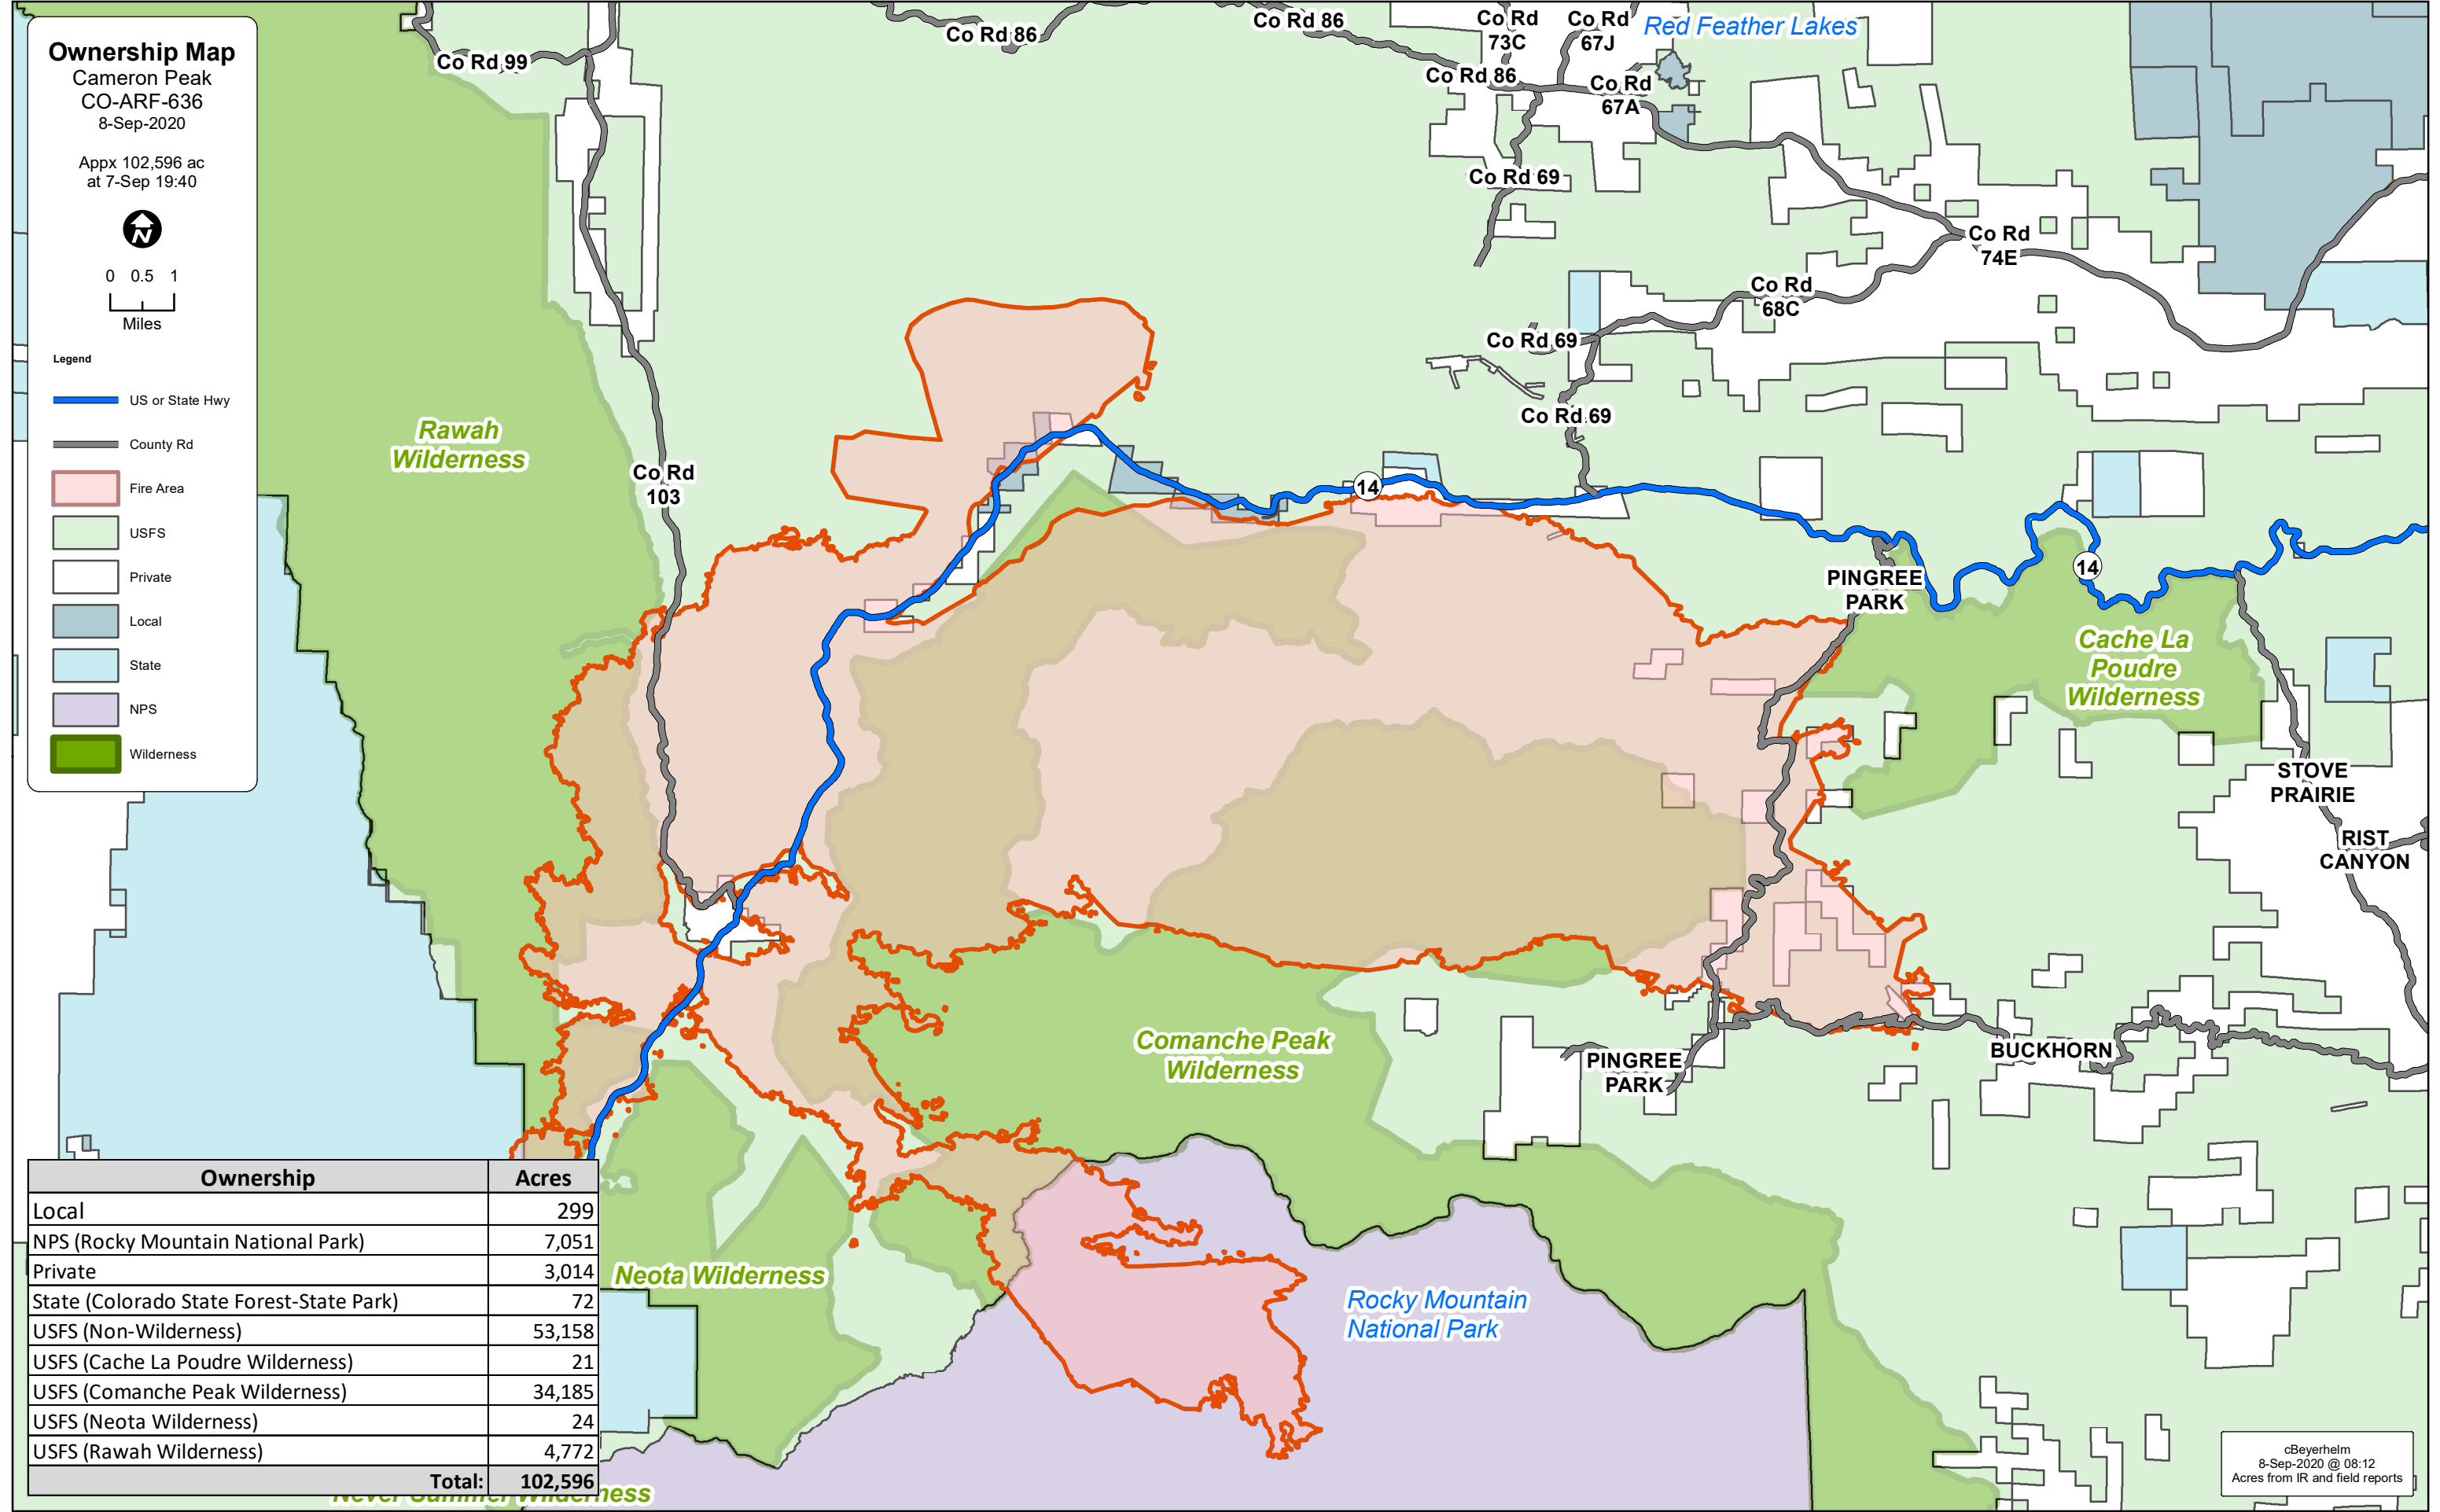 Ownership Map
Cameron Peak
CO-ARF-636
8-Sep-2020
Appx 102,596 ac
at 7-Sep 19:40
N
0 0.5 1
Miles
Legend
US or State Hwy
County Rd
Fire Area
USFS
Private
Local
State
NPS
Wilderness
Co Rd 99
Co Rd 86
Co Rd 86
Co Rd
73C
Co Rd
67J
Red Feather Lakes
Co Rd 86
Co Rd
67A
Co Rd 69
Co Rd
74E
Co Rd
68C
Co Rd 69
Co Rd 69
Rawah
Wilderness
Co Rd
103
14
14
PINGREE
PARK
Cache La
Poudre
Wilderness
STOVE
PRAIRIE
RIST
CANYON
Comanche Peak
Wilderness
PINGREE
PARK
BUCKHORN
Neota Wilderness
Rocky Mountain
National Park
Ownership Acres
Local 299
NPS (Rocky Mountain National Park) 7,051
Private 3,014
State (Colorado State Forest-State Park) 72
USFS (Non-Wilderness) 53,158
USFS (Cache La Poudre Wilderness) 21
USFS (Comanche Peak Wilderness) 34,185
USFS (Neota Wilderness) 24
USFS (Rawah Wilderness) 4,772
Total: 102,596
Never Summer Wilderness
cBeyerhelm
8-Sep-2020 @ 08:12
Acres from IR and field reports